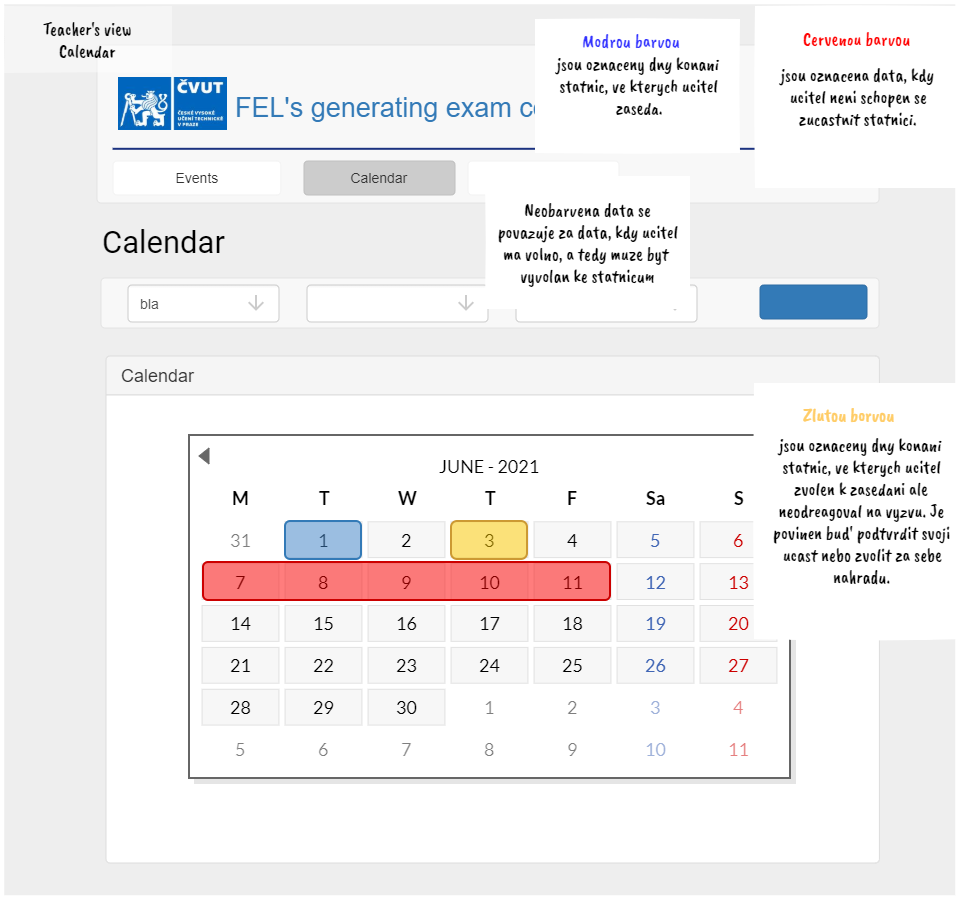 Teacher's view
Calendar
Modrou barvou
jsou oznaceny dny konani
statnic, ve kterych ucitel
zaseda.
Cervenou barvou
jsou oznacena data, kdy
ucitel neni schopen se
zucastnit statnici.
ČVUT
ČESKÉ VYSOKÉ
UČENÍ TECHNICKÉ
V PRAZE
FEL's generating exam
Events
Calendar
Neobarvena data se
povazuje za data, kdy ucitel
ma volno, a tedy muze byt
vyvolan ke statnicum
Calendar
bla
Calendar
Zlutou borvou
jsou oznaceny dny konani
statnic, ve kterych ucitel
zvolen k zasedani ale
neodreagoval na vyzvu. Je
povinen bud' podtvrdit svoji
ucast nebo zvolit za sebe
nahradu.
JUNE - 2021
M T W T F Sa S
31 1 2 3 4 5 6
7 8 9 10 11 12 13
14 15 16 17 18 19 20
21 22 23 24 25 26 27
28 29 30 1 2 3 4
5 6 7 8 9 10 11